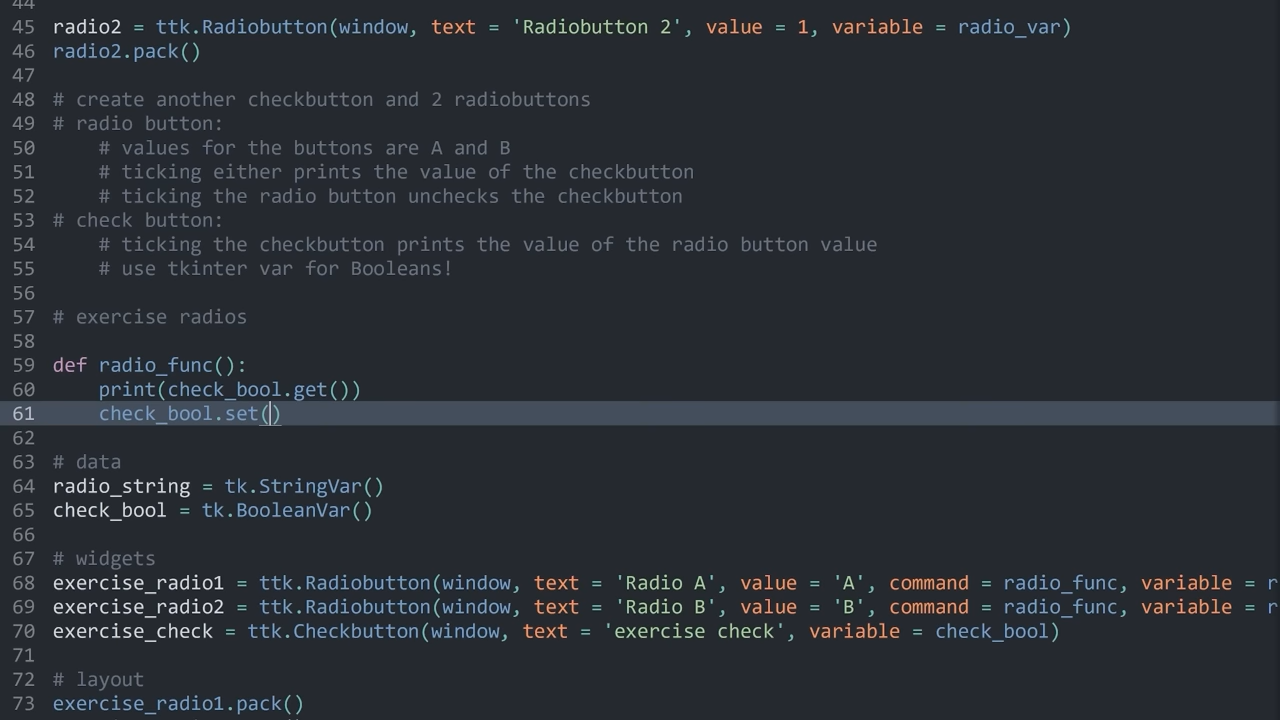 44
45 radio2 = ttk.Radiobutton(window, text = 'Radiobutton 2', value = 1, variable = radio_var)
46 radio2.pack()
47
48 # create another checkbutton and 2 radiobuttons
49 # radio button:
50     # values for the buttons are A and B
51     # ticking either prints the value of the checkbutton
52     # ticking the radio button unchecks the checkbutton
53 # check button:
54     # ticking the checkbutton prints the value of the radio button value
55     # use tkinter var for Booleans!
56
57 # exercise radios
58
59 def radio_func():
60     print(check_bool.get())
61     check_bool.set()
62
63 # data
64 radio_string = tk.StringVar()
65 check_bool = tk.BooleanVar()
66
67 # widgets
68 exercise_radio1 = ttk.Radiobutton(window, text = 'Radio A', value = 'A', command = radio_func, variable = r
69 exercise_radio2 = ttk.Radiobutton(window, text = 'Radio B', value = 'B', command = radio_func, variable = r
70 exercise_check = ttk.Checkbutton(window, text = 'exercise check', variable = check_bool)
71
72 # layout
73 exercise_radio1.pack()